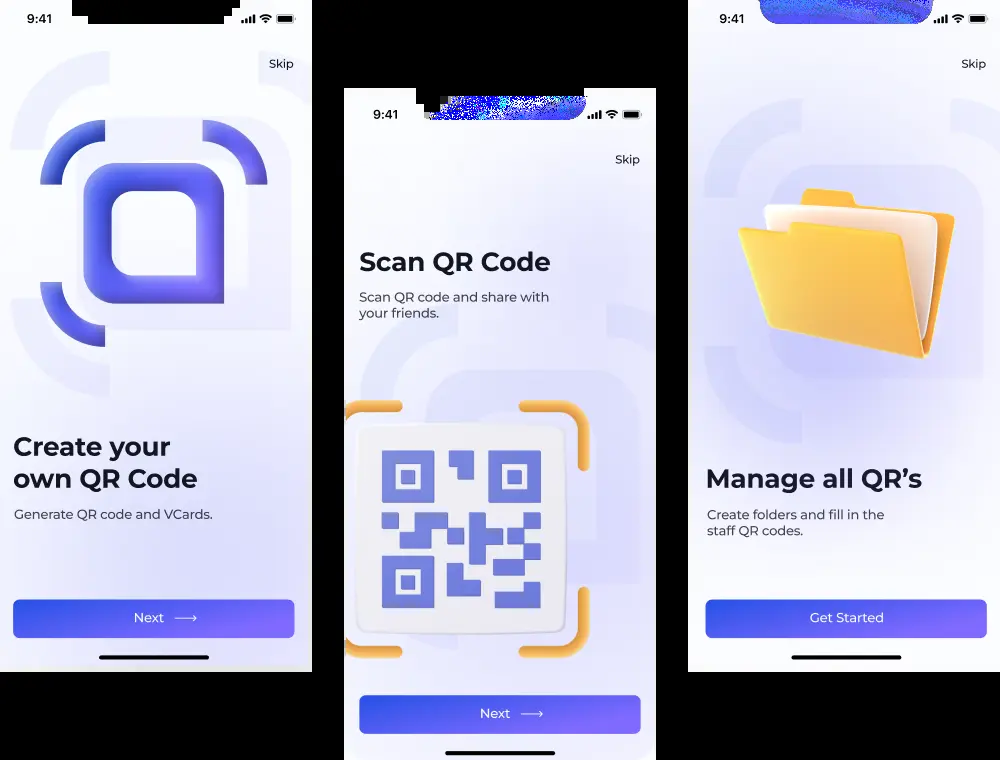 9:41
Skip
Create your
own QR Code
Generate QR code and VCards.
Next
9:41
Skip
Scan QR Code
Scan QR code and share with
your friends.
Next
9:41
Skip
Manage all QR’s
Create folders and fill in the
staff QR codes.
Get Started